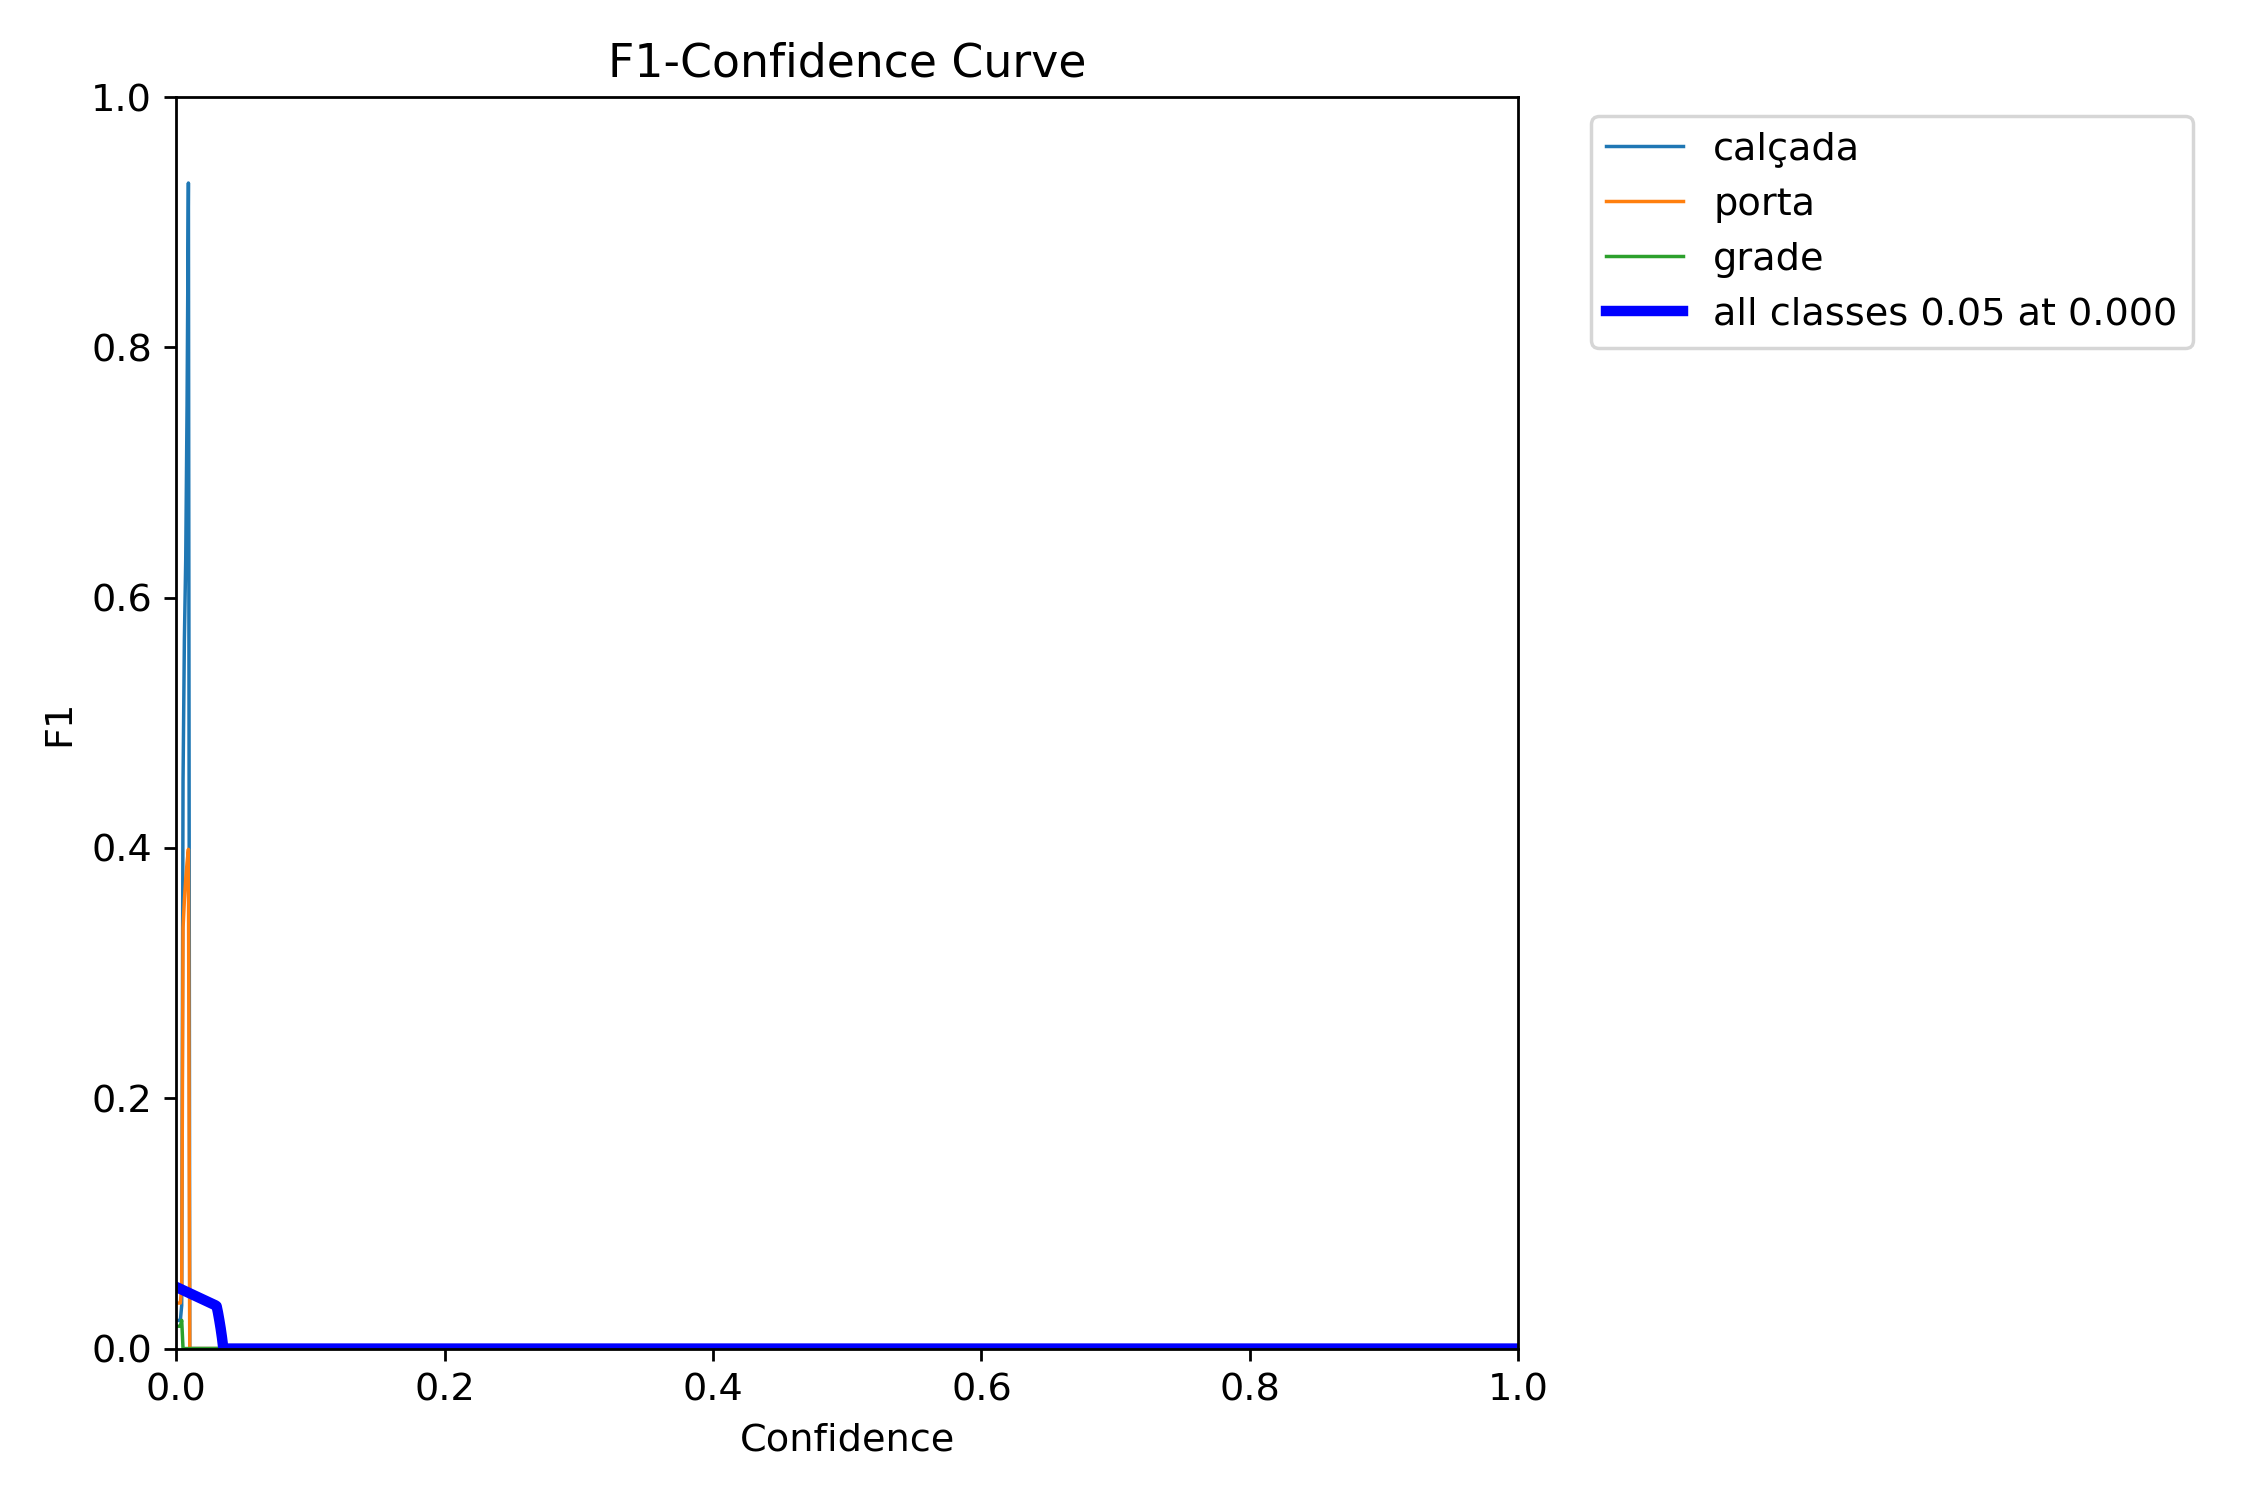 F1-Confidence Curve
1.0
0.8
0.6
0.4
0.2
0.0
F1
0.0 0.2 0.4 0.6 0.8 1.0
Confidence
calçada
porta
grade
all classes 0.05 at 0.000